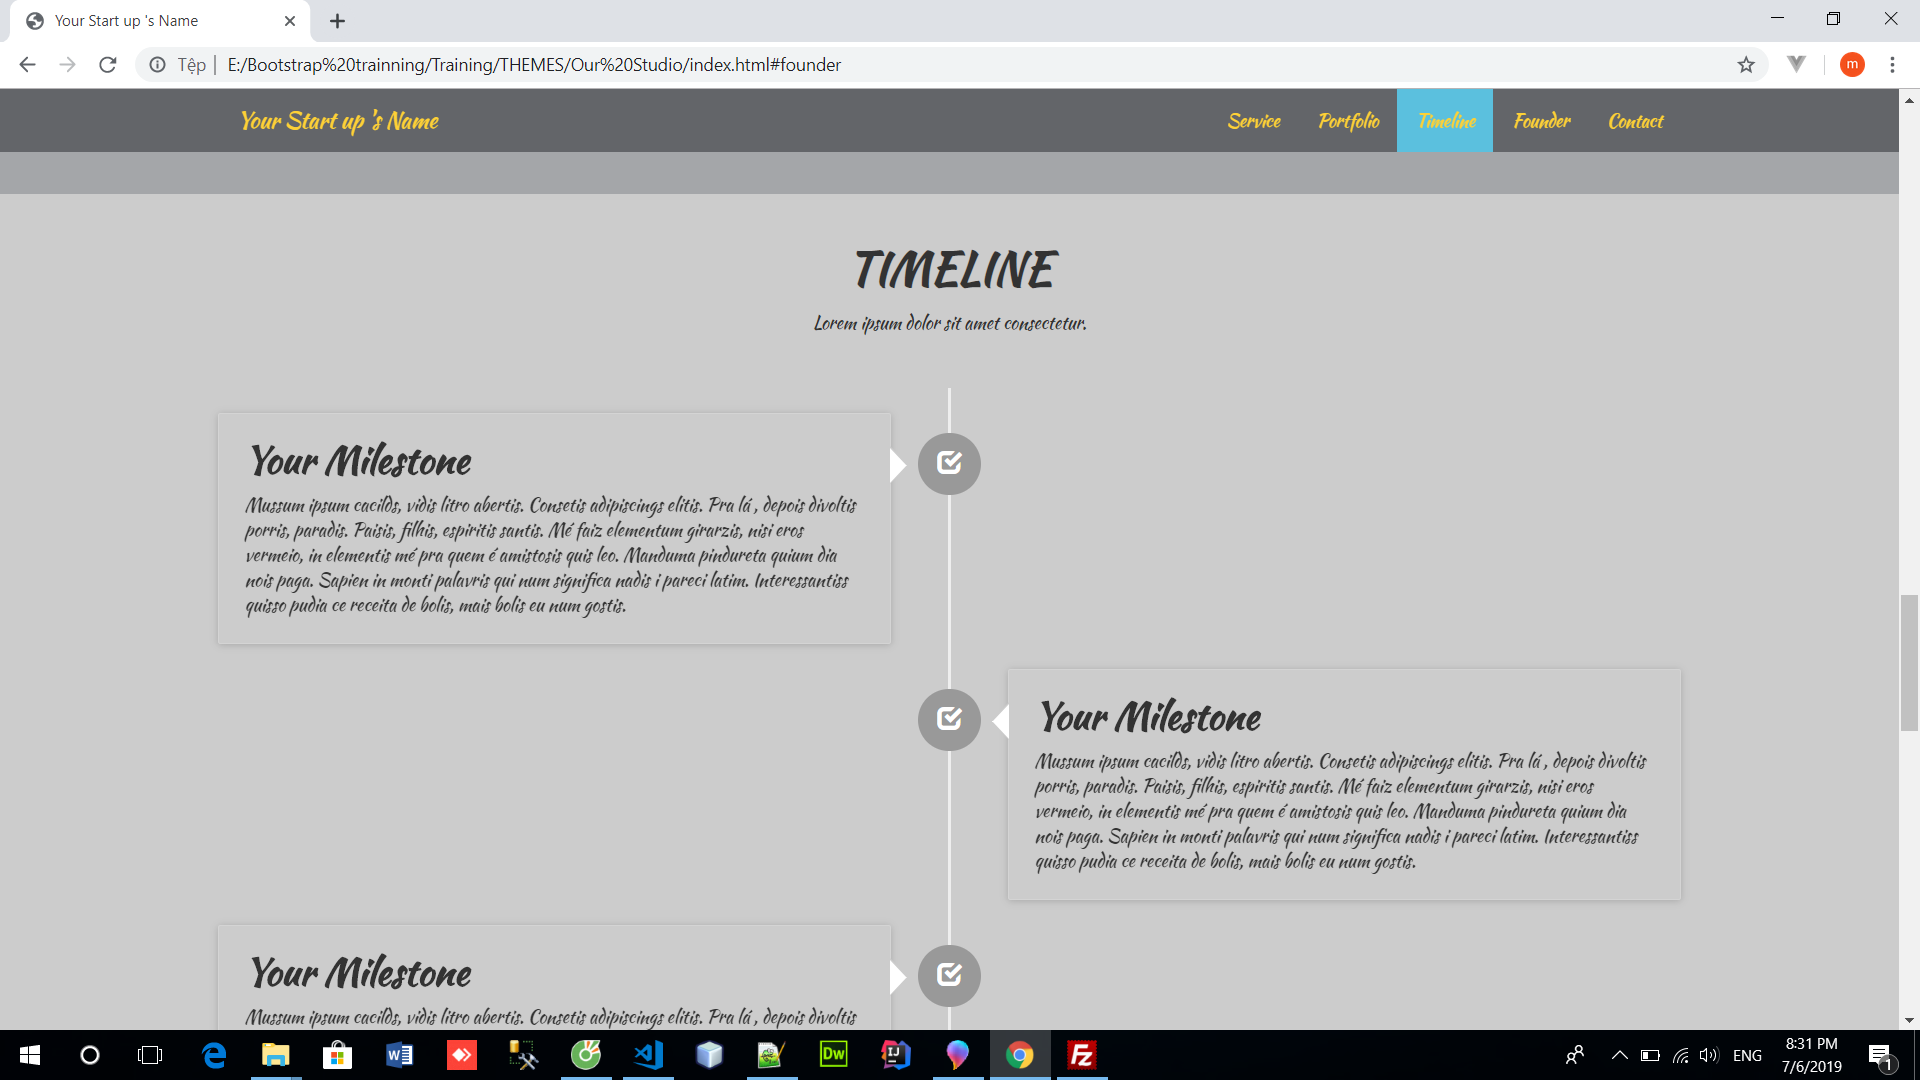 Your Start up 's Name
Tệp
E:/Bootstrap%20trainning/Training/THEMES/Our%20Studio/index.html#founder
m
Your Start up 's Name
Service
Portfolio
Timeline
Founder
Contact
TIMELINE
Lorem ipsum dolor sit amet consectetur.
Your Milestone
Mussum ipsum cacilds, vidis litro abertis. Consetis adipiscings elitis. Pra lá , depois divoltis
porris, paradis. Paisis, filhis, espiritis santis. Mé faiz elementum girarzis, nisi eros
vermeio, in elementis mé pra quem é amistosis quis leo. Manduma pindureta quium dia
nois paga. Sapien in monti palavris qui num significa nadis i pareci latim. Interessantiss
quisso pudia ce receita de bolis, mais bolis eu num gostis.
Your Milestone
Mussum ipsum cacilds, vidis litro abertis. Consetis adipiscings elitis. Pra lá , depois divoltis
porris, paradis. Paisis, filhis, espiritis santis. Mé faiz elementum girarzis, nisi eros
vermeio, in elementis mé pra quem é amistosis quis leo. Manduma pindureta quium dia
nois paga. Sapien in monti palavris qui num significa nadis i pareci latim. Interessantiss
quisso pudia ce receita de bolis, mais bolis eu num gostis.
Your Milestone
Mussum ipsum cacilds, vidis litro abertis. Consetis adipiscings elitis. Pra lá , depois divoltis
W
Dw
IJ
FZ
ENG
8:31 PM
7/6/2019
1